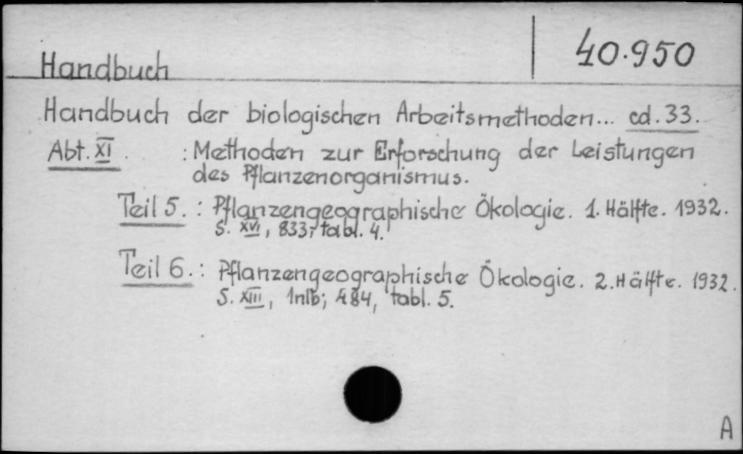 40.950
Handbuch
Handbuch der biologischen Arbeitsmethoden... cd. 33.
Abt. XI. : Methoden zur Erforschung der Leistungen
des Pflanzenorganismus.
Teil 5. : Pflanzengeographische Ökologie. 1. Hälfte. 1932.
S. XVI, 833, tabl. 4.
Teil 6. : Pflanzengeographische Ökologie. 2. Hälfte. 1932.
S. XIII, 484, tabl. 5.
A